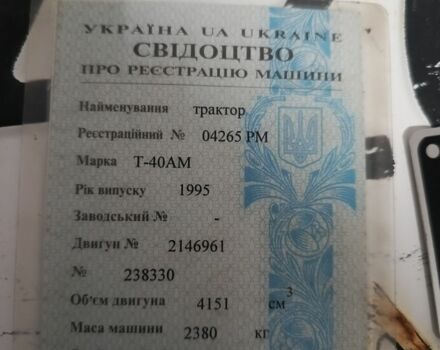 УКРАЇНА UA UKRAINE
СВІДОЦТВО
ПРО РЕЄСТРАЦІЮ МАШИНИ
Найменування трактор
Реєстраційний № 04265 РМ
Марка Т-40АМ
Рік випуску 1995
Заводський № -
Двигун № 2146961
№ 238330
Об'єм двигуна 4151 см³
Маса машини 2380 кг